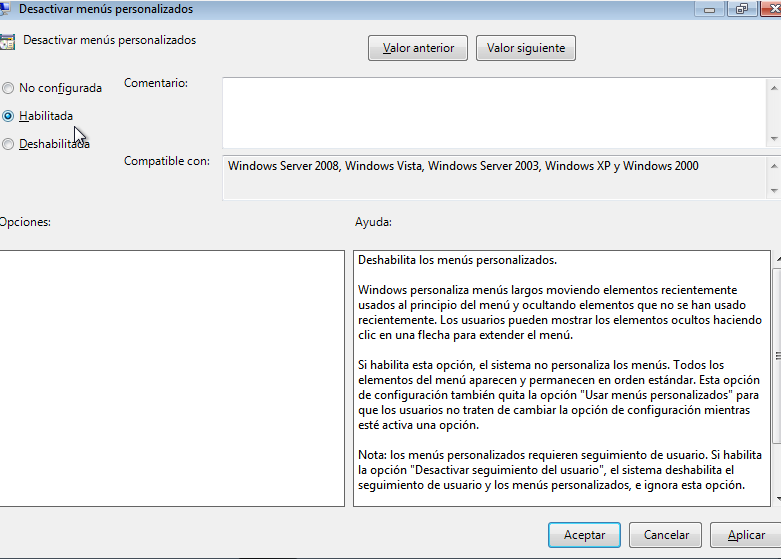 Desactivar menús personalizados
Desactivar menús personalizados
Valor anterior
Valor siguiente
No configurada
Comentario:
Habilitada
Deshabilitada
Compatible con:
Windows Server 2008, Windows Vista, Windows Server 2003, Windows XP y Windows 2000
Opciones:
Ayuda:
Deshabilita los menús personalizados.
Windows personaliza menús largos moviendo elementos recientemente
usados al principio del menú y ocultando elementos que no se han usado
recientemente. Los usuarios pueden mostrar los elementos ocultos haciendo
clic en una flecha para extender el menú.
Si habilita esta opción, el sistema no personaliza los menús. Todos los
elementos del menú aparecen y permanecen en orden estándar. Esta opción
de configuración también quita la opción "Usar menús personalizados" para
que los usuarios no traten de cambiar la opción de configuración mientras
esté activa una opción.
Nota: los menús personalizados requieren seguimiento de usuario. Si habilita
la opción "Desactivar seguimiento del usuario", el sistema deshabilita el
seguimiento de usuario y los menús personalizados, e ignora esta opción.
Aceptar
Cancelar
Aplicar